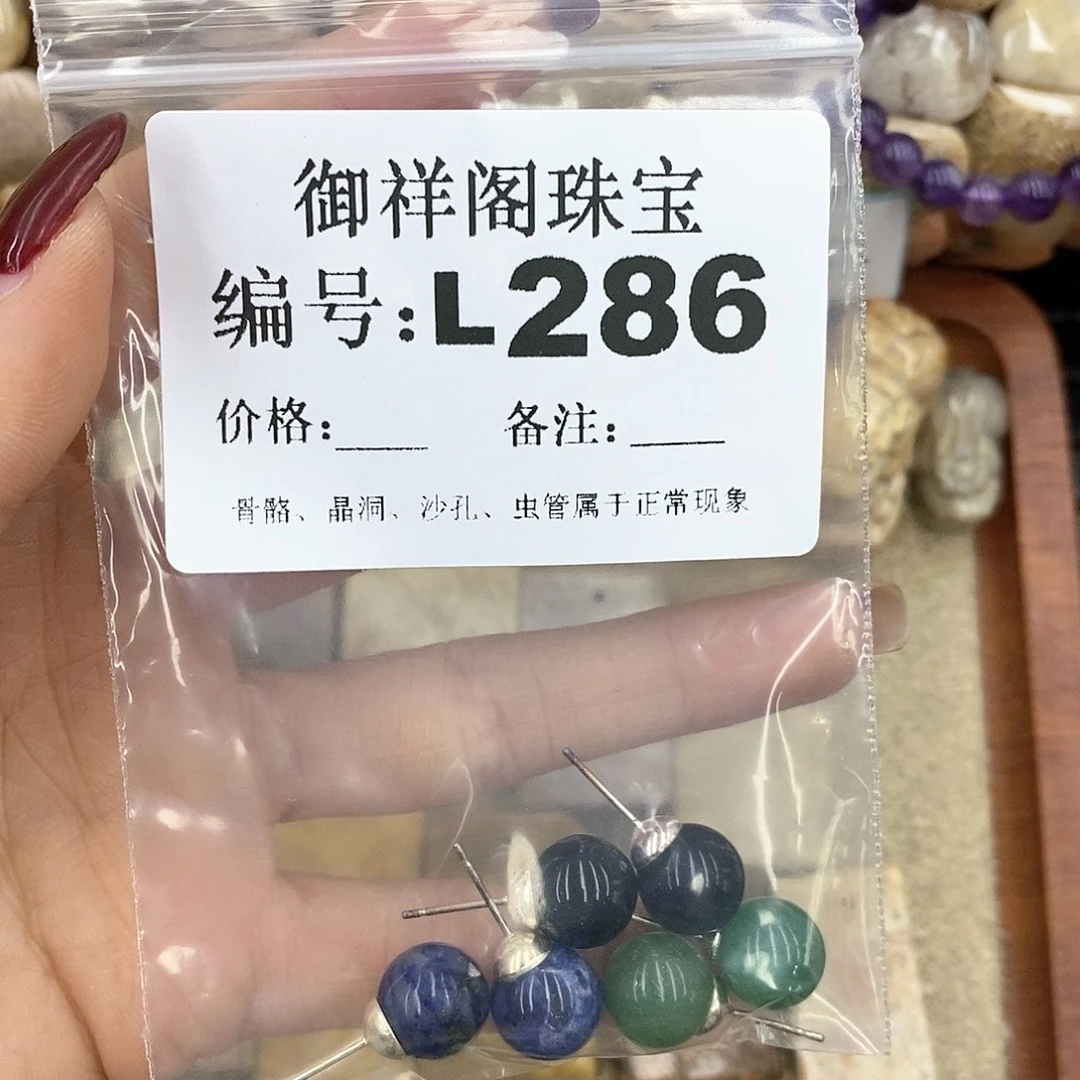 御祥阁珠宝
编号:L286
价格:____ 备注:____
骨骼、晶洞、沙孔、虫管属于正常现象